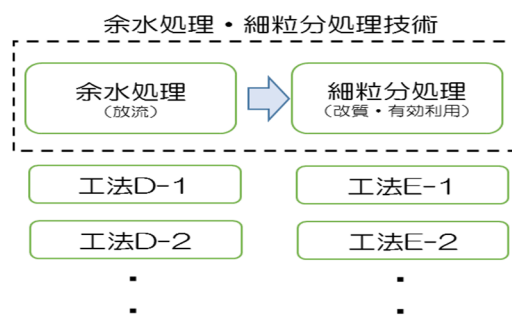 余水処理・細粒分処理技術
余水処理
（放流）
細粒分処理
（改質・有効利用）
工法D-1
工法E-1
工法D-2
工法E-2